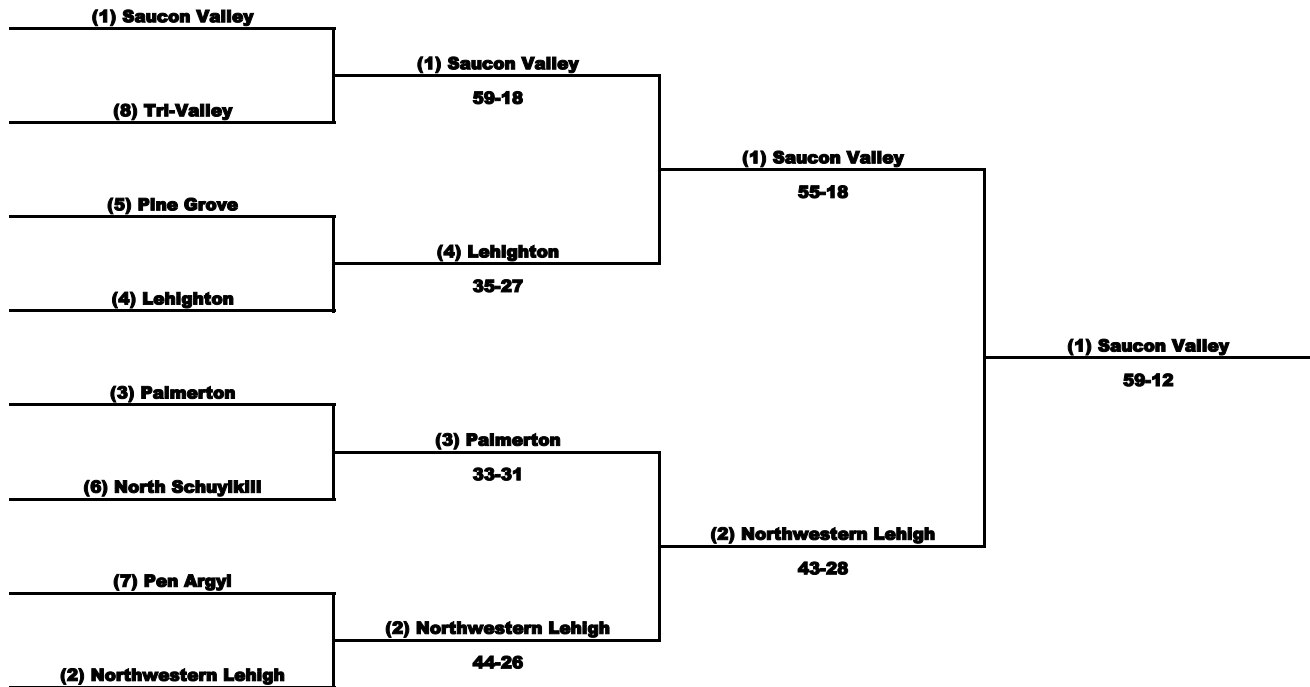 (1) Saucon Valley
(1) Saucon Valley
59-18
(8) Tri-Valley
(1) Saucon Valley
55-18
(5) Pine Grove
(4) Lehighton
35-27
(4) Lehighton
(1) Saucon Valley
59-12
(3) Palmerton
(3) Palmerton
33-31
(6) North Schuylkill
(2) Northwestern Lehigh
43-28
(7) Pen Argyl
(2) Northwestern Lehigh
44-26
(2) Northwestern Lehigh